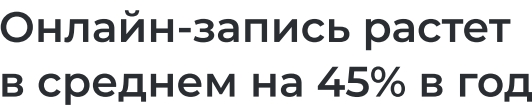 Онлайн-запись растет
в среднем на 45% в год